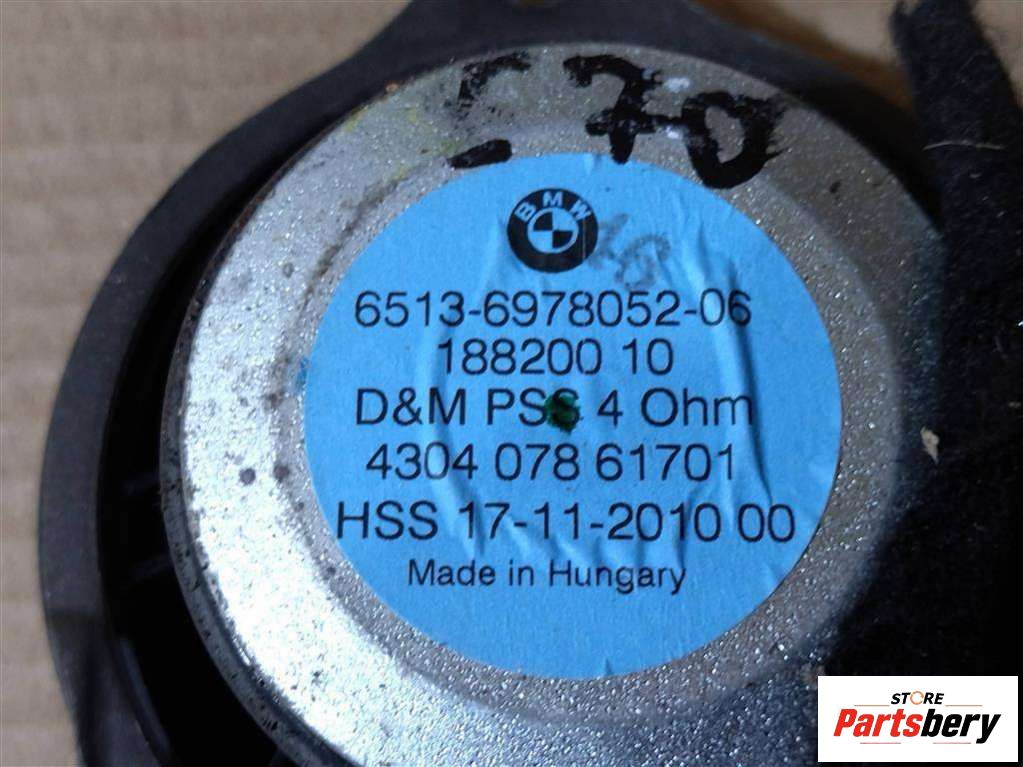 E70
BMW
6513-6978052-06
188200 10
D&M PSS 4 Ohm
4304 078 61701
HSS 17-11-2010 00
Made in Hungary
STORE
Partsbery